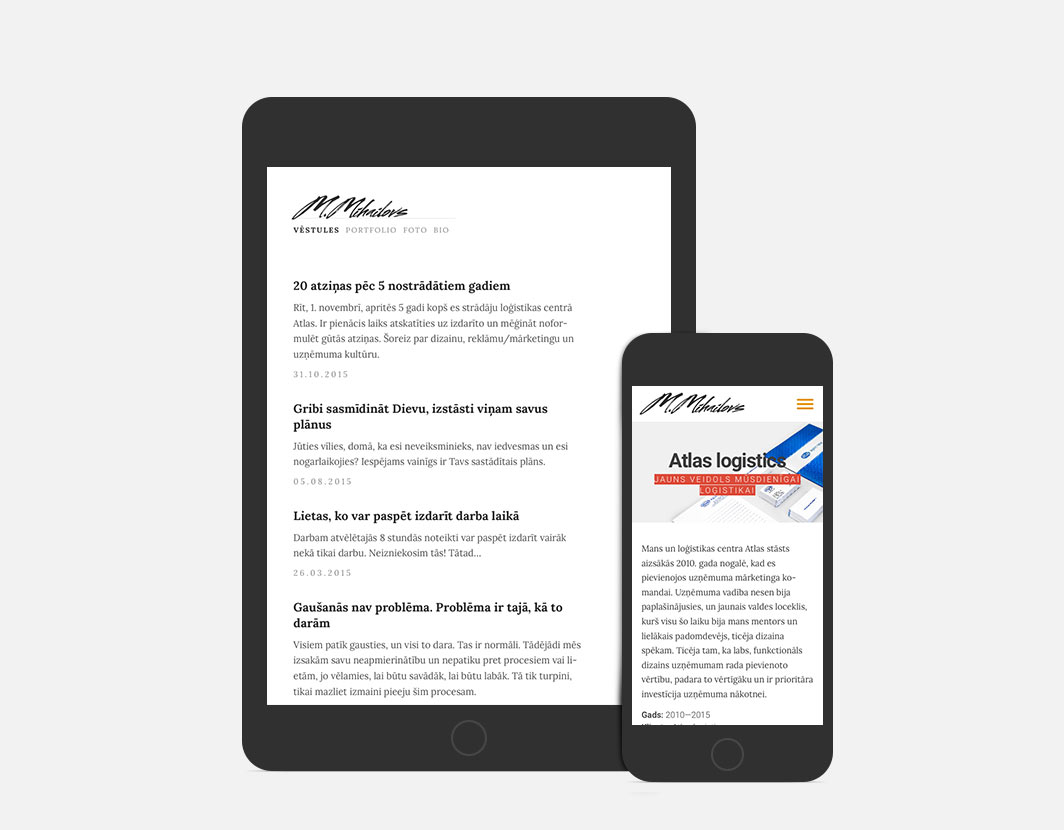 M. Mihailovs
VĒSTULES PORTFOLIO FOTO BIO
20 atziņas pēc 5 nostrādātiem gadiem
Rīt, 1. novembrī, apritēs 5 gadi kopš es strādāju loģistikas centrā
Atlas. Ir pienācis laiks atskatīties uz izdarīto un mēģināt nofor-
mulēt gūtās atziņas. Šoreiz par dizainu, reklāmu/mārketingu un
uzņēmuma kultūru.
31.10.2015
Gribi sasmīdināt Dievu, izstāsti viņam savus
plānus
Jūties vīlies, domā, ka esi neveiksminieks, nav iedvesmas un esi
nogarlaikojies? Iespējams vainīgs ir Tavs sastādītais plāns.
05.08.2015
Lietas, ko var paspēt izdarīt darba laikā
Darbam atvēlētajās 8 stundās noteikti var paspēt izdarīt vairāk
nekā tikai darbu. Neizniekosim tās! Tātad...
26.03.2015
Gaušanās nav problēma. Problēma ir tajā, kā to
darām
Visiem patīk gausties, un visi to dara. Tas ir normāli. Tādējādi mēs
izsakām savu neapmierinātību un nepatiku pret procesiem vai li-
etām, jo vēlamies, lai būtu savādāk, lai būtu labāk. Tā tik turpini,
tikai mazliet izmaini pieeju šim procesam.
M. Mihailovs
Atlas logistics
JAUNS VEIDOLS MŪSDIENĪGAI
LOĢISTIKAI
Mans un loģistikas centra Atlas stāsts
aizsākās 2010. gada nogalē, kad es
pievienojos uzņēmuma mārketinga ko-
mandai. Uzņēmuma vadība nesen bija
paplašinājusies, un jaunais valdes loceklis,
kurš visu šo laiku bija mans mentors un
lielākais padomdevējs, ticēja dizaina
spēkam. Ticēja tam, ka labs, funkctionāls
dizains uzņēmumam rada pievienoto
vērtību, padara to vērtīgāku un ir prioritāra
investīcija uzņēmuma nākotnei.
Gads: 2010—2015